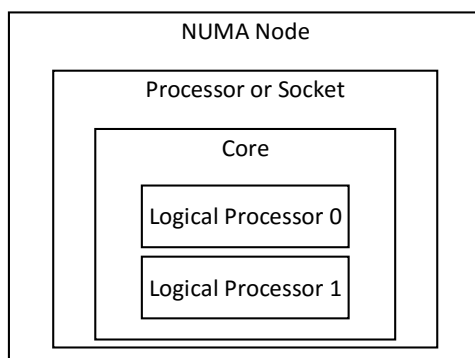 NUMA Node
Processor or Socket
Core
Logical Processor 0
Logical Processor 1